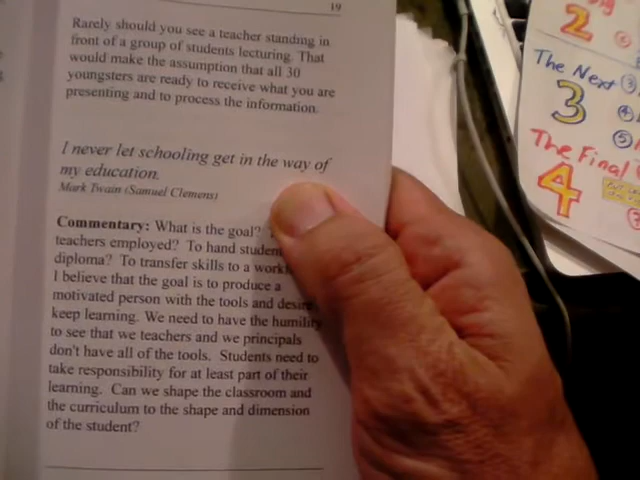 19
Rarely should you see a teacher standing in
front of a group of students lecturing. That
would make the assumption that all 30
youngsters are ready to receive what you are
presenting and to process the information.
I never let schooling get in the way of
my education.
Mark Twain (Samuel Clemens)
Commentary: What is the goal?
teachers employed? To hand
diploma? To transfer skills to a
I believe that the goal is to produce a
motivated person with the tools and desire
keep learning. We need to have the humility
to see that we teachers and we principals
don't have all of the tools. Students need to
take responsibility for at least part of their
learning. Can we shape the classroom and
the curriculum to the shape and dimension
of the student?
2
The Next
3
The Final
4